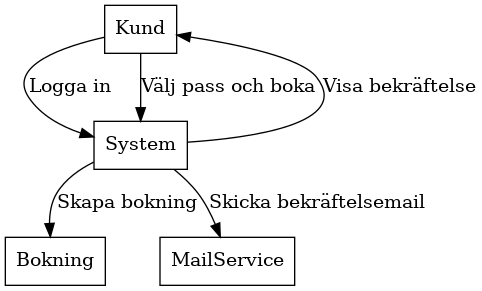 Kund
Logga in
Välj pass och boka
Visa bekräftelse
System
Skapa bokning
Skicka bekräftelsemail
Bokning
MailService